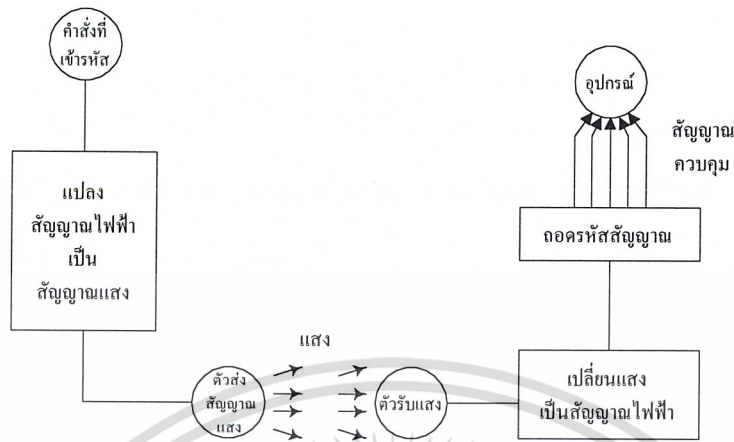 คำสั่งที่
เข้ารหัส
แปลง
สัญญาณไฟฟ้า
เป็น
สัญญาณแสง
ตัวส่ง
สัญญาณ
แสง
แสง
ตัวรับแสง
เปลี่ยนแสง
เป็นสัญญาณไฟฟ้า
ถอดรหัสสัญญาณ
สัญญาณ
ควบคุม
อุปกรณ์